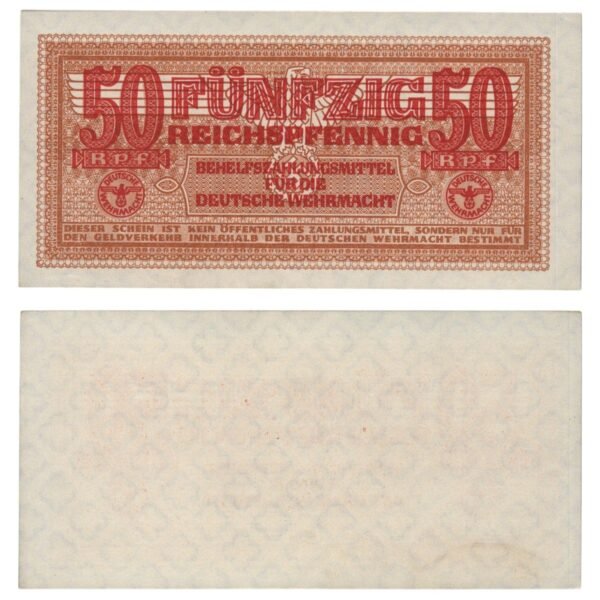 50 FÜNFZIG 50
REICHSPFENNIG
RPf RPf
BEHELFSZAHLUNGSMITTEL
FÜR DIE
DEUTSCHE WEHRMACHT
DEUTSCHE WEHRMACHT
DEUTSCHE WEHRMACHT
DIESER SCHEIN IST KEIN ÖFFENTLICHES ZAHLUNGSMITTEL, SONDERN NUR FÜR
DEN GELDVERKEHR INNERHALB DER DEUTSCHEN WEHRMACHT BESTIMMT